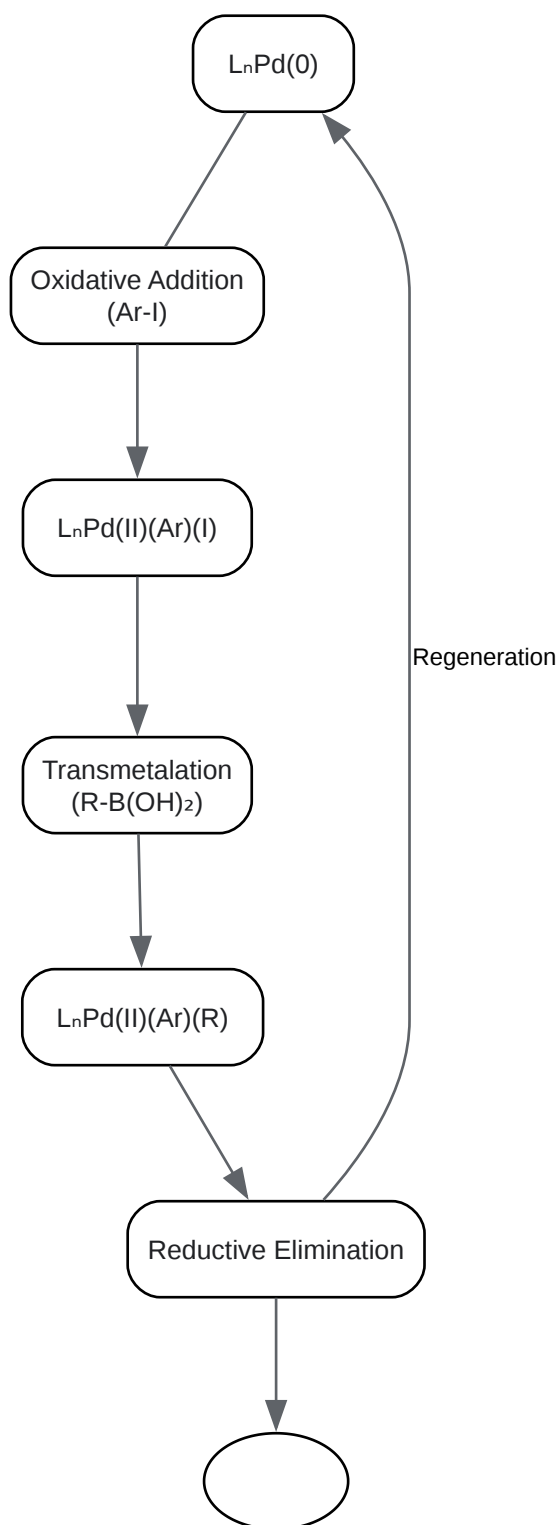 LₙPd(0)
Oxidative Addition
(Ar-I)
LₙPd(II)(Ar)(I)
Regeneration
Transmetalation
(R-B(OH)₂)
LₙPd(II)(Ar)(R)
Reductive Elimination